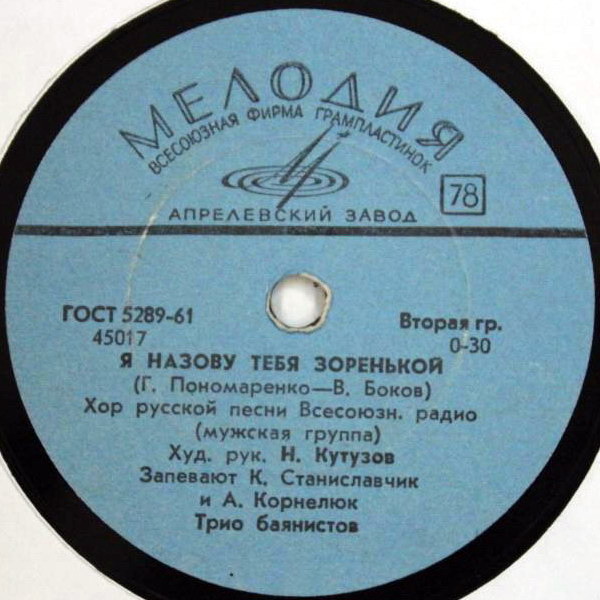 МЕЛОДИЯ
ВСЕСОЮЗНАЯ ФИРМА ГРАМПЛАСТИНОК
78
АПРЕЛЕВСКИЙ ЗАВОД
ГОСТ 5289-61
45017
Вторая гр.
0-30
Я НАЗОВУ ТЕБЯ ЗОРЕНЬКОЙ
(Г. Пономаренко—В. Боков)
Хор русской песни Всесоюзн. радио
(мужская группа)
Худ. рук. Н. Кутузов
Запевают К. Станиславчик
и А. Корнелюк
Трио баянистов